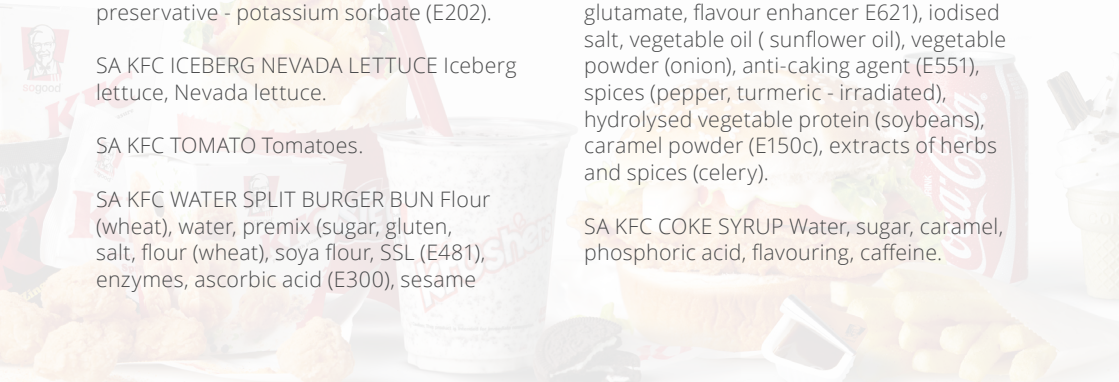 preservative - potassium sorbate (E202).
SA KFC ICEBERG NEVADA LETTUCE Iceberg
lettuce, Nevada lettuce.
SA KFC TOMATO Tomatoes.
SA KFC WATER SPLIT BURGER BUN Flour
(wheat), water, premix (sugar, gluten,
salt, flour (wheat), soya flour, SSL (E481),
enzymes, ascorbic acid (E300), sesame
glutamate, flavour enhancer E621), iodised
salt, vegetable oil ( sunflower oil), vegetable
powder (onion), anti-caking agent (E551),
spices (pepper, turmeric - irradiated),
hydrolysed vegetable protein (soybeans),
caramel powder (E150c), extracts of herbs
and spices (celery).
SA KFC COKE SYRUP Water, sugar, caramel,
phosphoric acid, flavouring, caffeine.
KFC
sogood
Coca-Cola